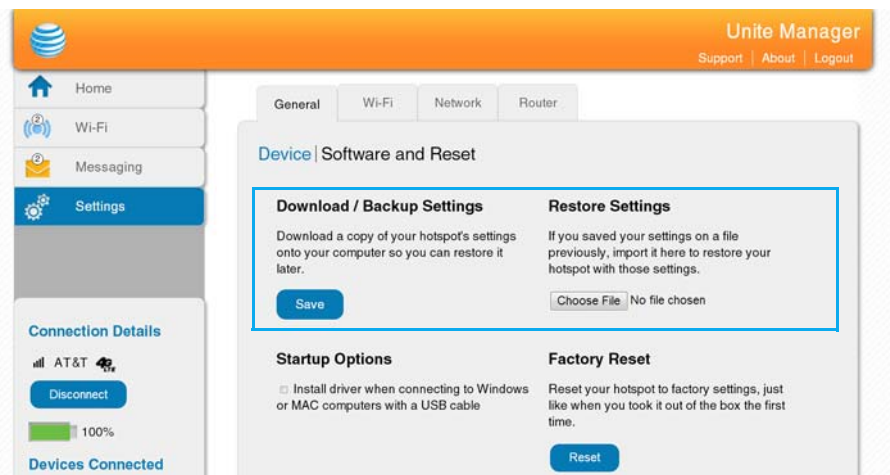 Unite Manager
Support | About | Logout
Home
2
Wi-Fi
2
Messaging
Settings
General
Wi-Fi
Network
Router
Device | Software and Reset
Download / Backup Settings
Download a copy of your hotspot's settings
onto your computer so you can restore it
later.
Save
Restore Settings
If you saved your settings on a file
previously, import it here to restore your
hotspot with those settings.
Choose File No file chosen
Startup Options
Install driver when connecting to Windows
or MAC computers with a USB cable
Factory Reset
Reset your hotspot to factory settings, just
like when you took it out of the box the first
time.
Reset
Connection Details
AT&T 4G LTE
Disconnect
100%
Devices Connected